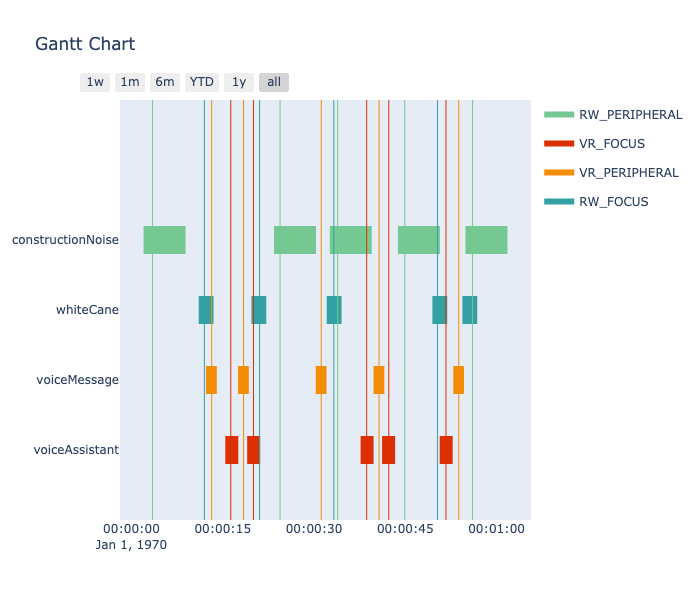 Gantt Chart
1w 1m 6m YTD 1y all
RW_PERIPHERAL
VR_FOCUS
VR_PERIPHERAL
RW_FOCUS
constructionNoise
whiteCane
voiceMessage
voiceAssistant
00:00:00 00:00:15 00:00:30 00:00:45 00:01:00
Jan 1, 1970